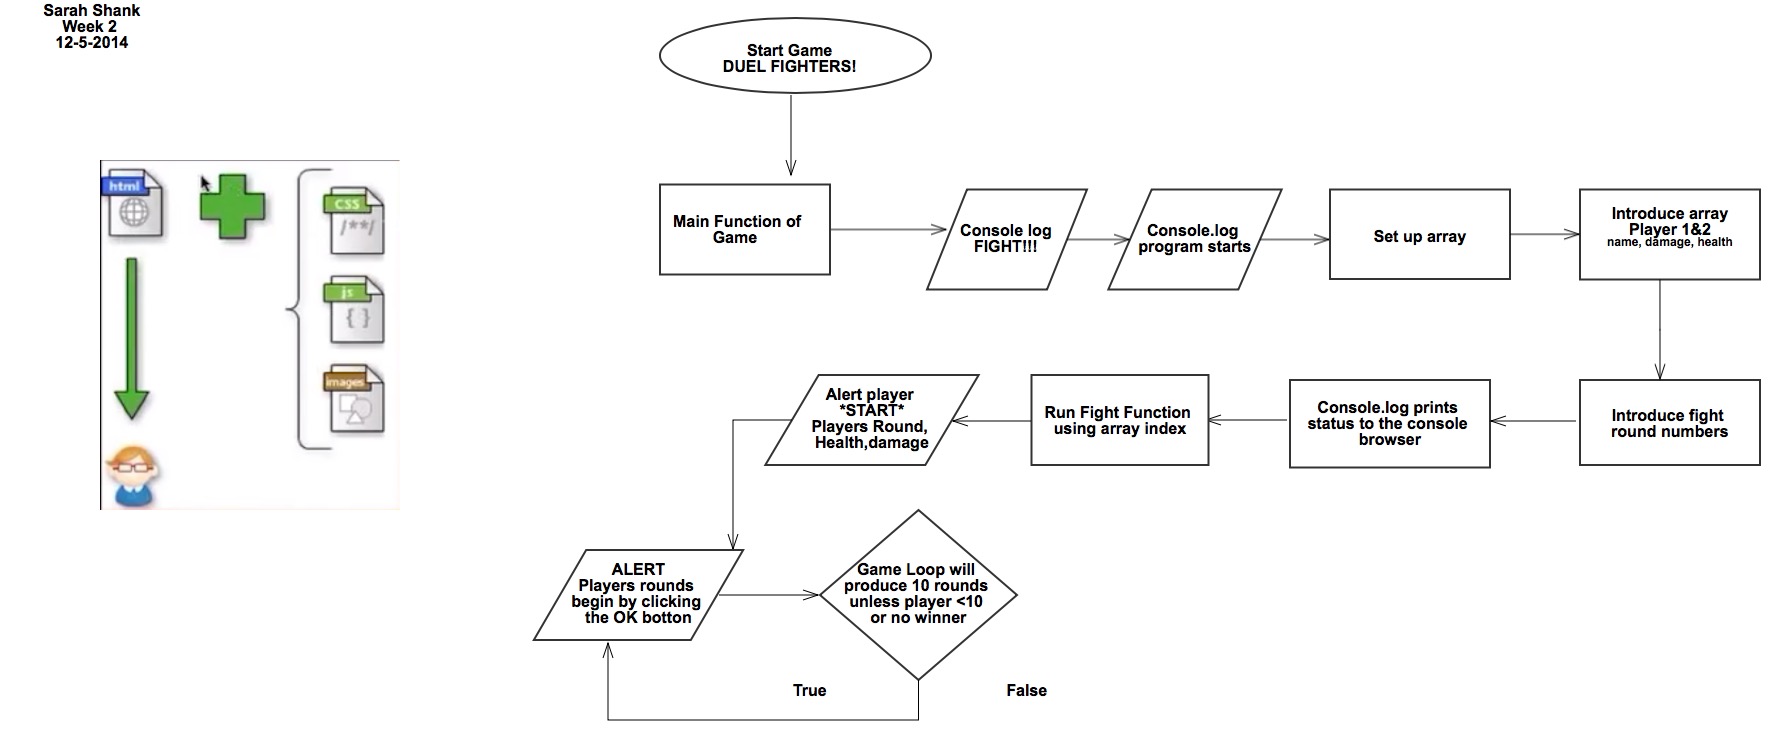 Sarah Shank
Week 2
12-5-2014
Start Game
DUEL FIGHTERS!
html
CSS
/**/
js
{ }
images
Main Function of
Game
Console log
FIGHT!!!
Console.log
program starts
Set up array
Introduce array
Player 1&2
name, damage, health
Alert player
*START*
Players Round,
Health,damage
Run Fight Function
using array index
Console.log prints
status to the console
browser
Introduce fight
round numbers
ALERT
Players rounds
begin by clicking
the OK botton
Game Loop will
produce 10 rounds
unless player <10
or no winner
True
False